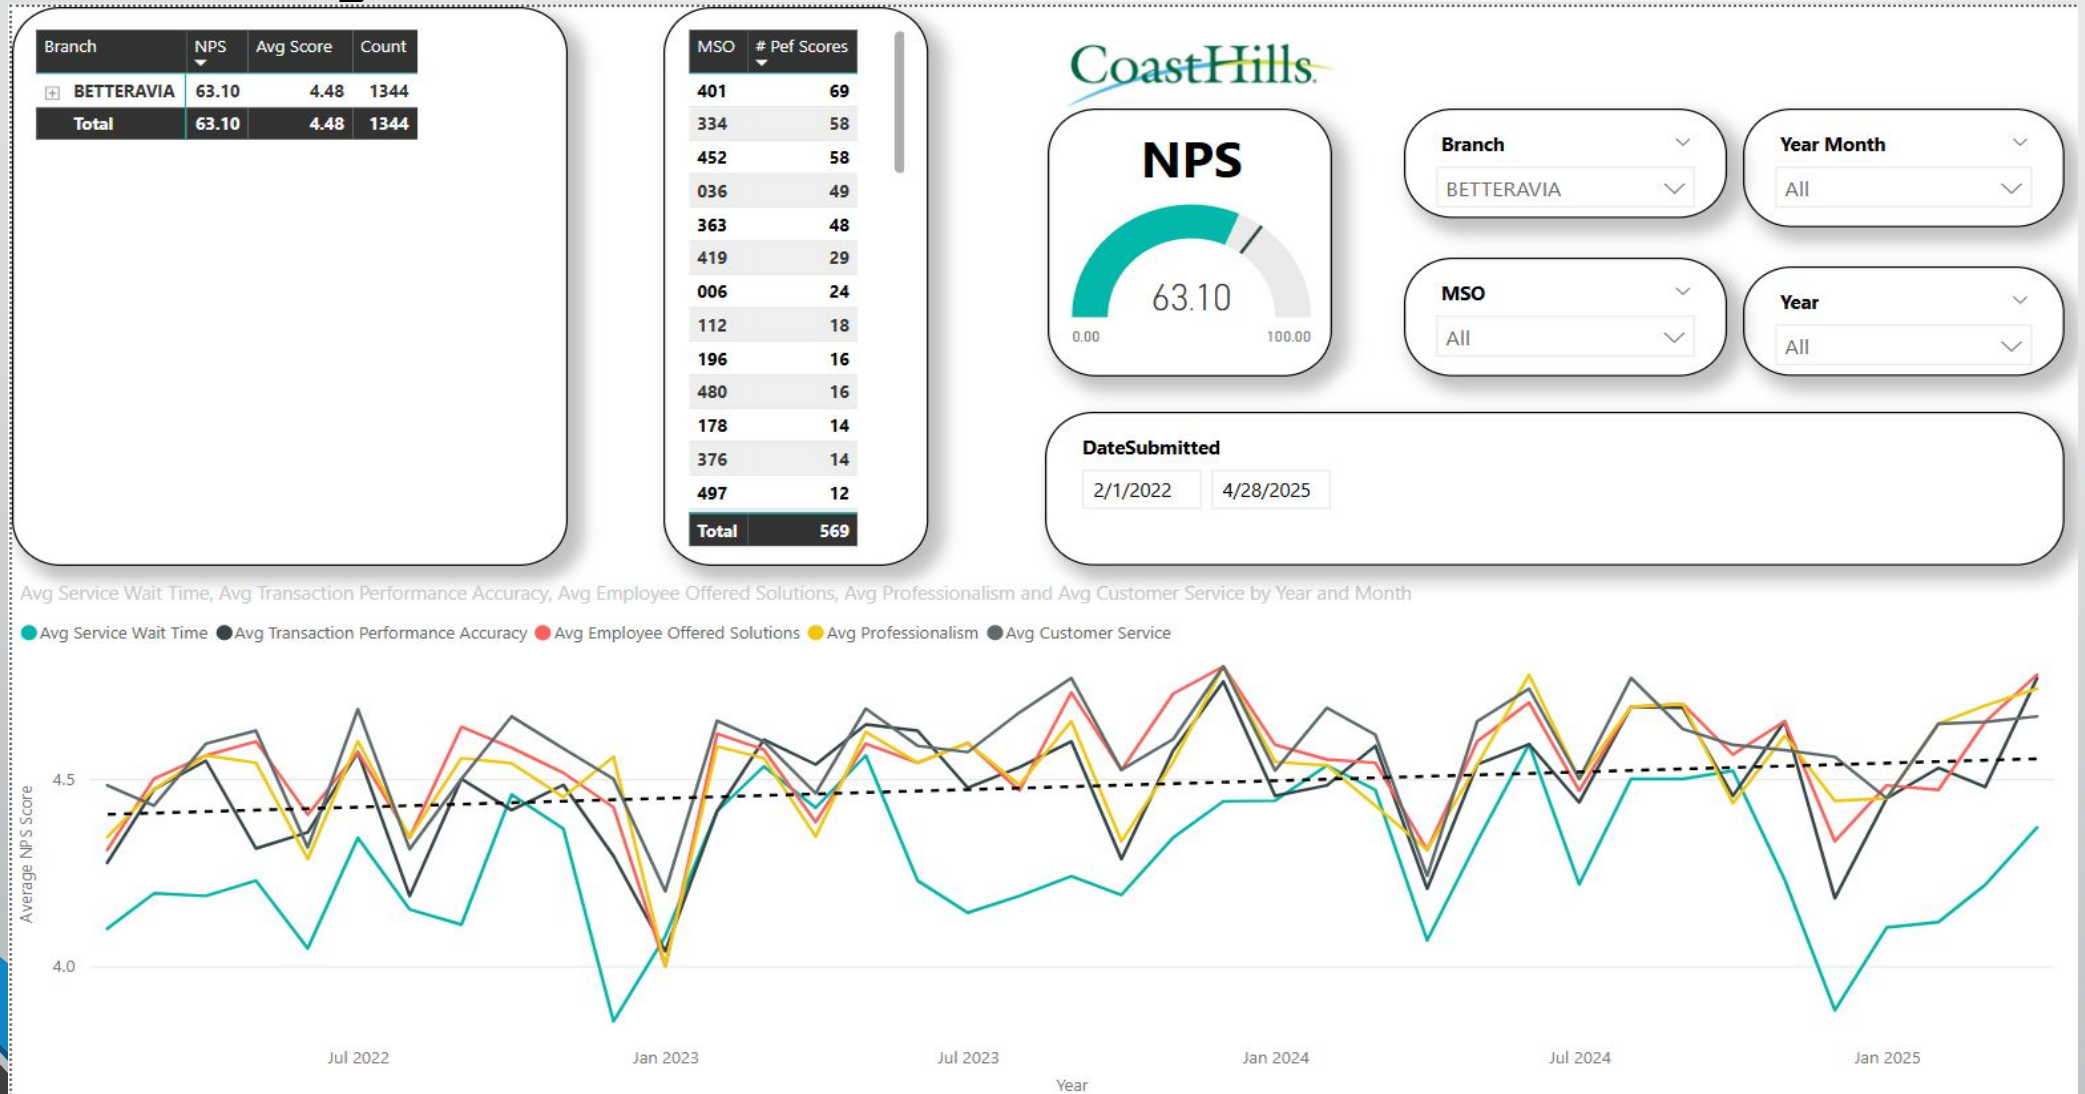 Branch NPS Avg Score Count
BETTERAVIA 63.10 4.48 1344
Total 63.10 4.48 1344
MSO # Pef Scores
401 69
334 58
452 58
036 49
363 48
419 29
006 24
112 18
196 16
480 16
178 14
376 14
497 12
Total 569
CoastHills.
NPS
63.10
0.00 100.00
Branch
BETTERAVIA
Year Month
All
MSO
All
Year
All
DateSubmitted
2/1/2022 4/28/2025
Avg Service Wait Time, Avg Transaction Performance Accuracy, Avg Employee Offered Solutions, Avg Professionalism and Avg Customer Service by Year and Month
Avg Service Wait Time Avg Transaction Performance Accuracy Avg Employee Offered Solutions Avg Professionalism Avg Customer Service
Average NPS Score
4.5
4.0
Jul 2022 Jan 2023 Jul 2023 Jan 2024 Jul 2024 Jan 2025
Year